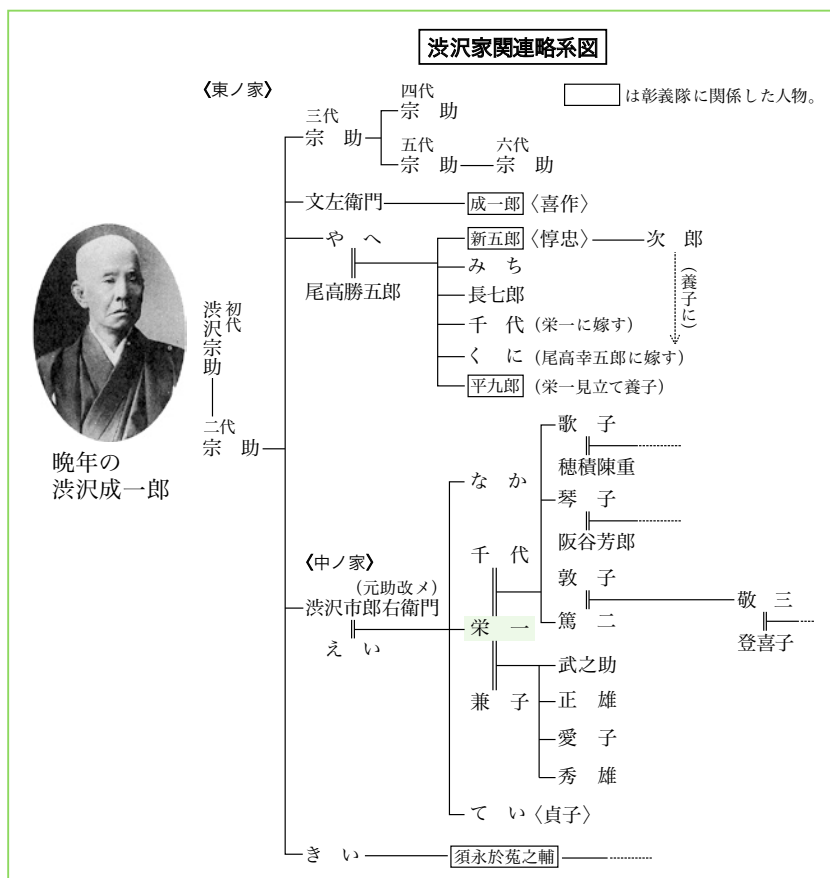 渋沢家関連略系図
は彰義隊に関係した人物。
〈東ノ家〉
三代
宗　助
四代
宗　助
五代
宗　助
六代
宗　助
文左衛門
成一郎〈喜作〉
や　へ
尾高勝五郎
新五郎〈惇忠〉
次　郎
(養子に)
み　ち
長七郎
千　代 (栄一に嫁す)
く　に (尾高幸五郎に嫁す)
平九郎 (栄一見立て養子)
初代
渋沢宗助
二代
宗　助
晩年の
渋沢成一郎
〈中ノ家〉
(元助改メ)
渋沢市郎右衛門
え　い
な　か
千　代
栄　一
兼　子
歌　子
穂積陳重
琴　子
阪谷芳郎
敦　子
篤　二
敬　三
登喜子
武之助
正　雄
愛　子
秀　雄
て　い〈貞子〉
き　い
須永於菟之輔